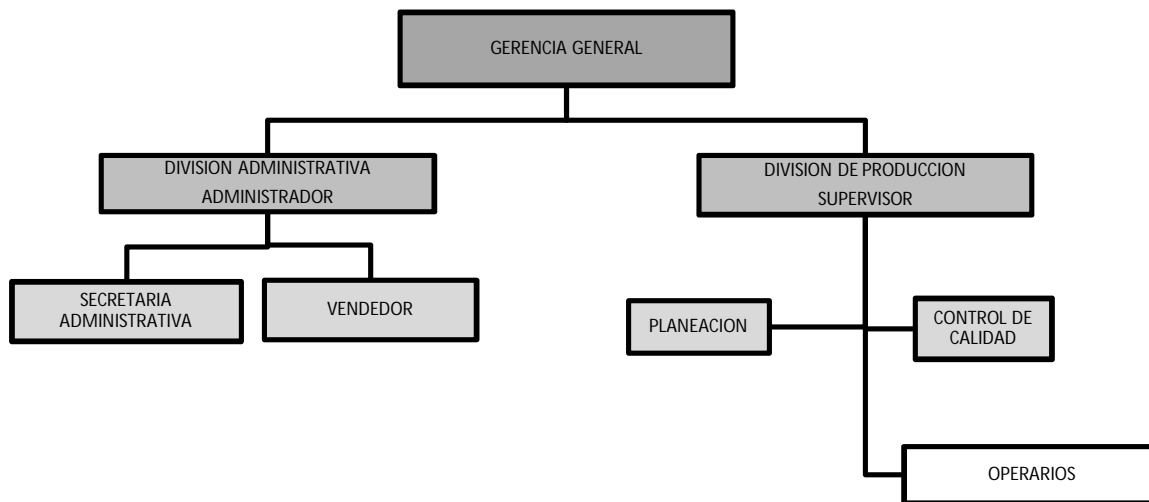 GERENCIA GENERAL
DIVISION ADMINISTRATIVA
ADMINISTRADOR
DIVISION DE PRODUCCION
SUPERVISOR
SECRETARIA
ADMINISTRATIVA
VENDEDOR
PLANEACION
CONTROL DE
CALIDAD
OPERARIOS